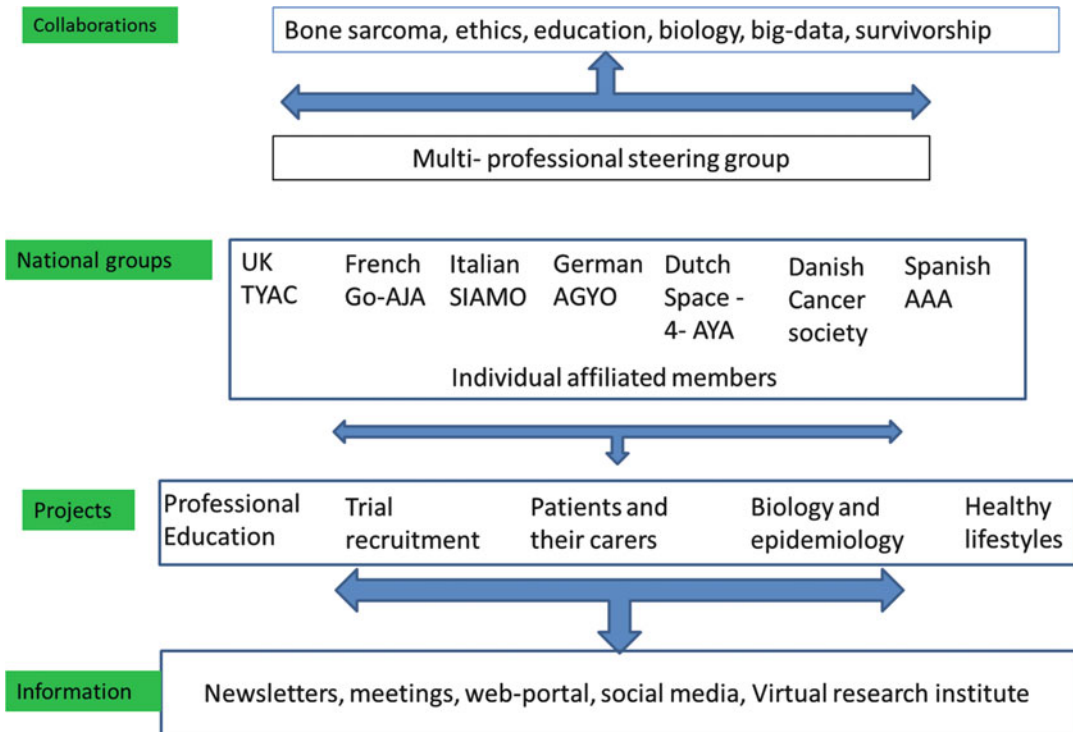 Collaborations
Bone sarcoma, ethics, education, biology, big-data, survivorship
Multi- professional steering group
National groups
UK
TYAC
French
Go-AJA
Italian
SIAMO
German
AGYO
Dutch
Space -
4- AYA
Danish
Cancer
society
Spanish
AAA
Individual affiliated members
Projects
Professional
Education
Trial
recruitment
Patients and
their carers
Biology and
epidemiology
Healthy
lifestyles
Information
Newsletters, meetings, web-portal, social media, Virtual research institute